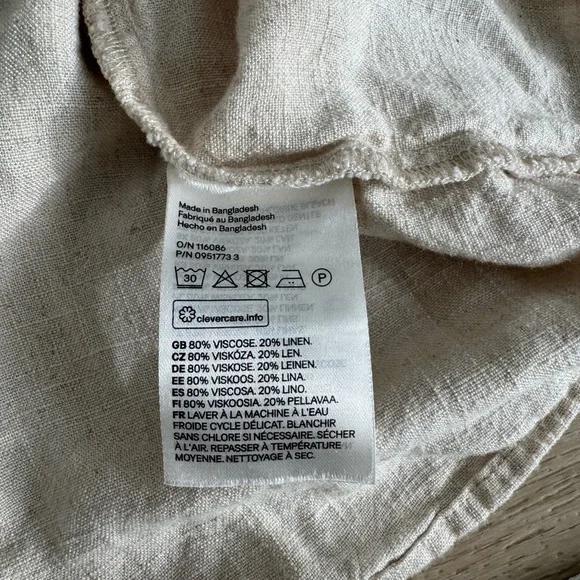 Made in Bangladesh
Fabriqué au Bangladesh
Hecho en Bangladesh
O/N 116086
P/N 0951773 3
30 P
clevercare.info
GB 80% VISCOSE. 20% LINEN.
CZ 80% VISKÓZA. 20% LEN.
DE 80% VISKOSE. 20% LEINEN.
EE 80% VISKOOS. 20% LINA.
ES 80% VISCOSA. 20% LINO.
FI 80% VISKOOSIA. 20% PELLAVAA.
FR LAVER À LA MACHINE À L'EAU
FROIDE CYCLE DÉLICAT. BLANCHIR
SANS CHLORE SI NÉCESSAIRE. SÉCHER
À L'AIR. REPASSER À TEMPÉRATURE
MOYENNE. NETTOYAGE À SEC.